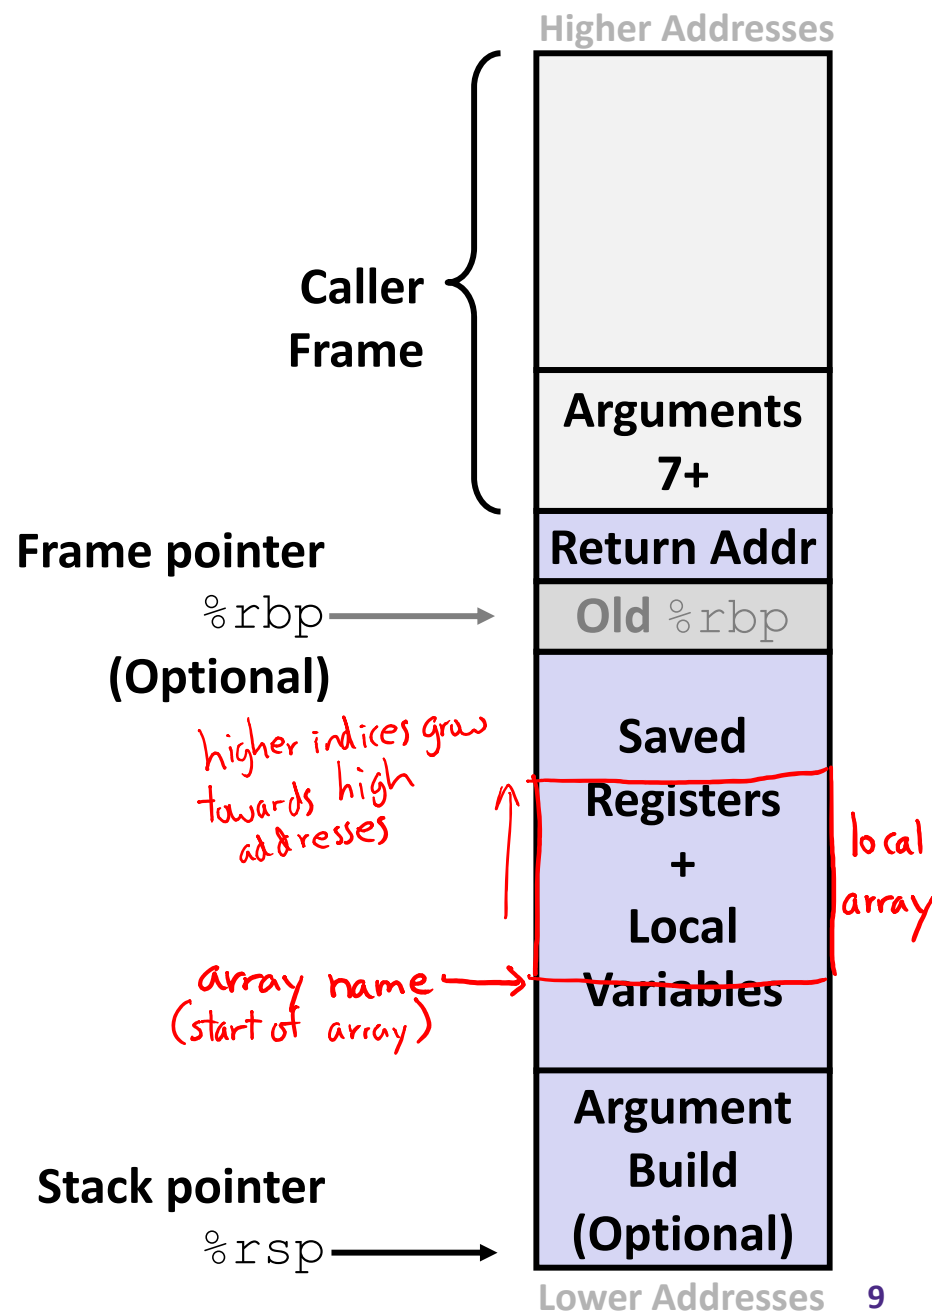 Higher Addresses
Caller
Frame
Arguments
7+
Frame pointer
%rbp
(Optional)
Return Addr
Old %rbp
higher indices grow
towards high
addresses
Saved
Registers
+
Local
Variables
local
array
array name
(start of array)
Argument
Build
(Optional)
Stack pointer
%rsp
Lower Addresses
9